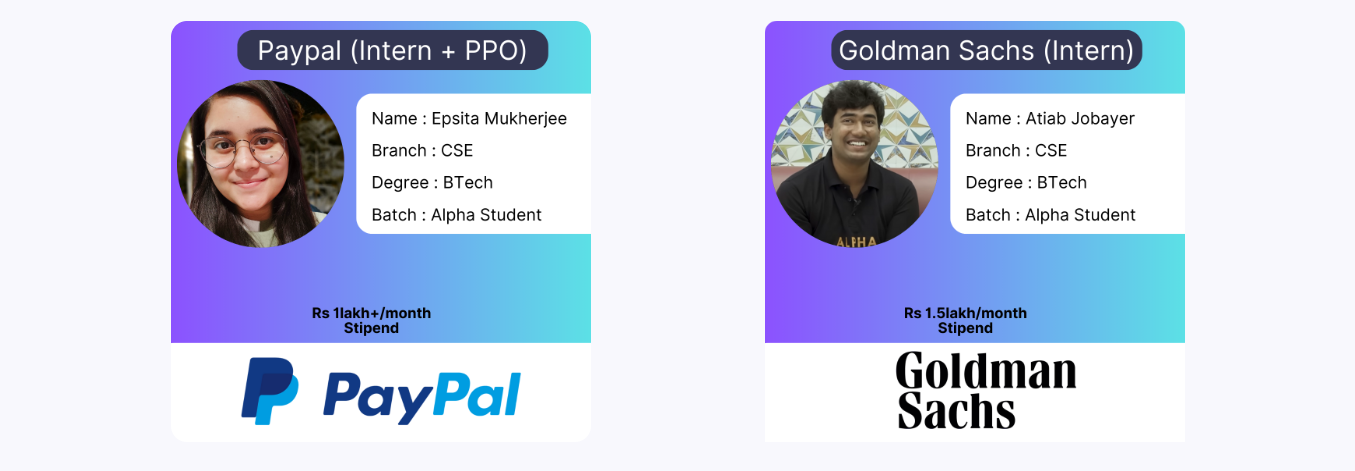 Paypal (Intern + PPO)
Name : Epsita Mukherjee
Branch : CSE
Degree : BTech
Batch : Alpha Student
Rs 1lakh+/month
Stipend
PayPal
Goldman Sachs (Intern)
Name : Atiab Jobayer
Branch : CSE
Degree : BTech
Batch : Alpha Student
ALPHA
Rs 1.5lakh/month
Stipend
Goldman
Sachs